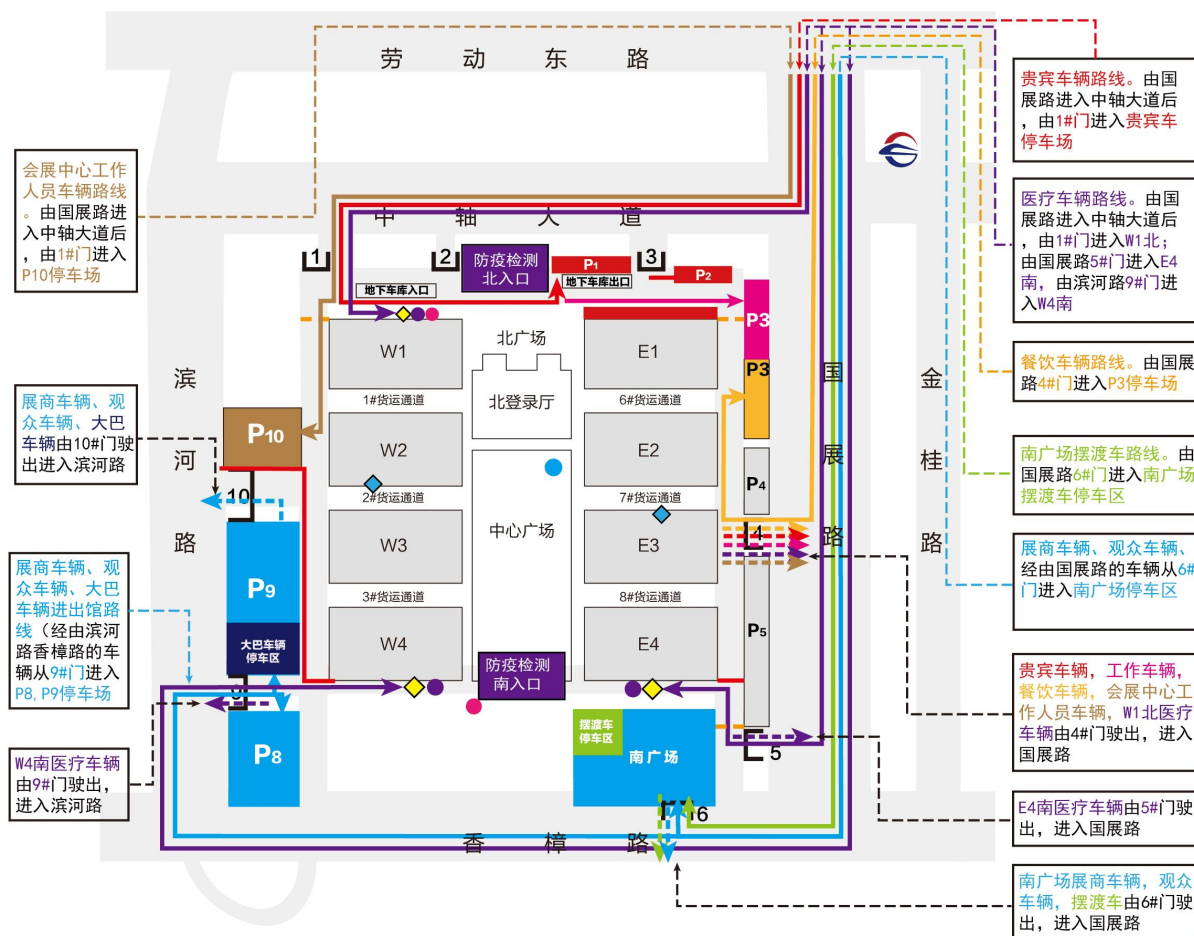 劳动东路
贵宾车辆路线。由国
展路进入中轴大道后
，由1#门进入贵宾车
停车场
会展中心工作
人员车辆路线
。由国展路进
入中轴大道后
，由1#门进入
P10停车场
医疗车辆路线。由国
展路进入中轴大道后
，由1#门进入W1北；
由国展路5#门进入E4
南，由滨河路9#门进
入W4南
中轴大道
1
2
防疫检测
北入口
P1
3
P2
地下车库入口
地下车库出口
P3
W1
北广场
E1
P3
餐饮车辆路线。由国展
路4#门进入P3停车场
滨河路
国展路
金桂路
1#货运通道
北登录厅
6#货运通道
展商车辆、观
众车辆、大巴
车辆由10#门驶
出进入滨河路
P10
W2
E2
P4
南广场摆渡车路线。由
国展路6#门进入南广场
摆渡车停车区
10
2#货运通道
7#货运通道
中心广场
4
W3
E3
展商车辆、观众车辆、
经由国展路的车辆从6#
门进入南广场停车区
展商车辆、观
众车辆、大巴
车辆进出馆路
线（经由滨河
路香樟路的车
辆从9#门进入
P8,P9停车场
P9
3#货运通道
8#货运通道
P5
大巴车辆
停车区
W4
E4
防疫检测
南入口
贵宾车辆，工作车辆，
餐饮车辆，会展中心工
作人员车辆，W1北医疗
车辆由4#门驶出，进入
国展路
9
摆渡车
停车区
南广场
P8
5
W4南医疗车辆
由9#门驶出，
进入滨河路
6
E4南医疗车辆由5#门驶
出，进入国展路
香樟路
南广场展商车辆，观众
车辆，摆渡车由6#门驶
出，进入国展路